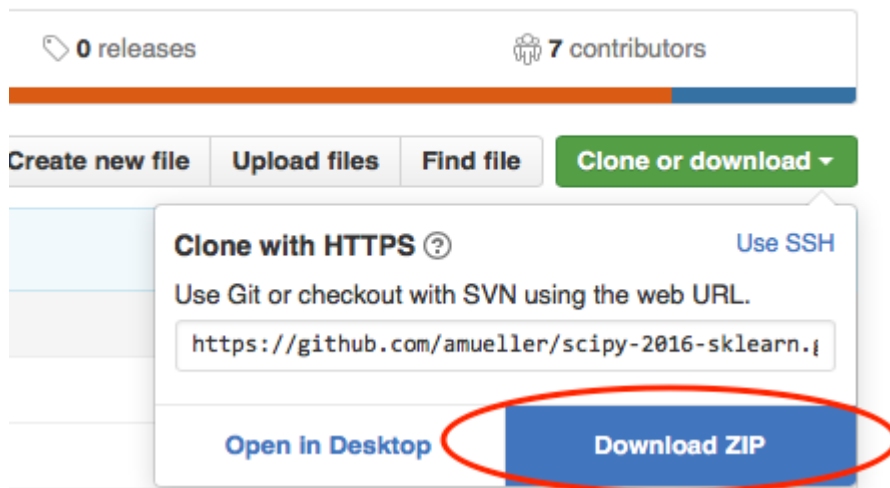 0 releases
7 contributors
Create new file
Upload files
Find file
Clone or download
Clone with HTTPS ?
Use SSH
Use Git or checkout with SVN using the web URL.
https://github.com/amueller/scipy-2016-sklearn.g
Open in Desktop
Download ZIP